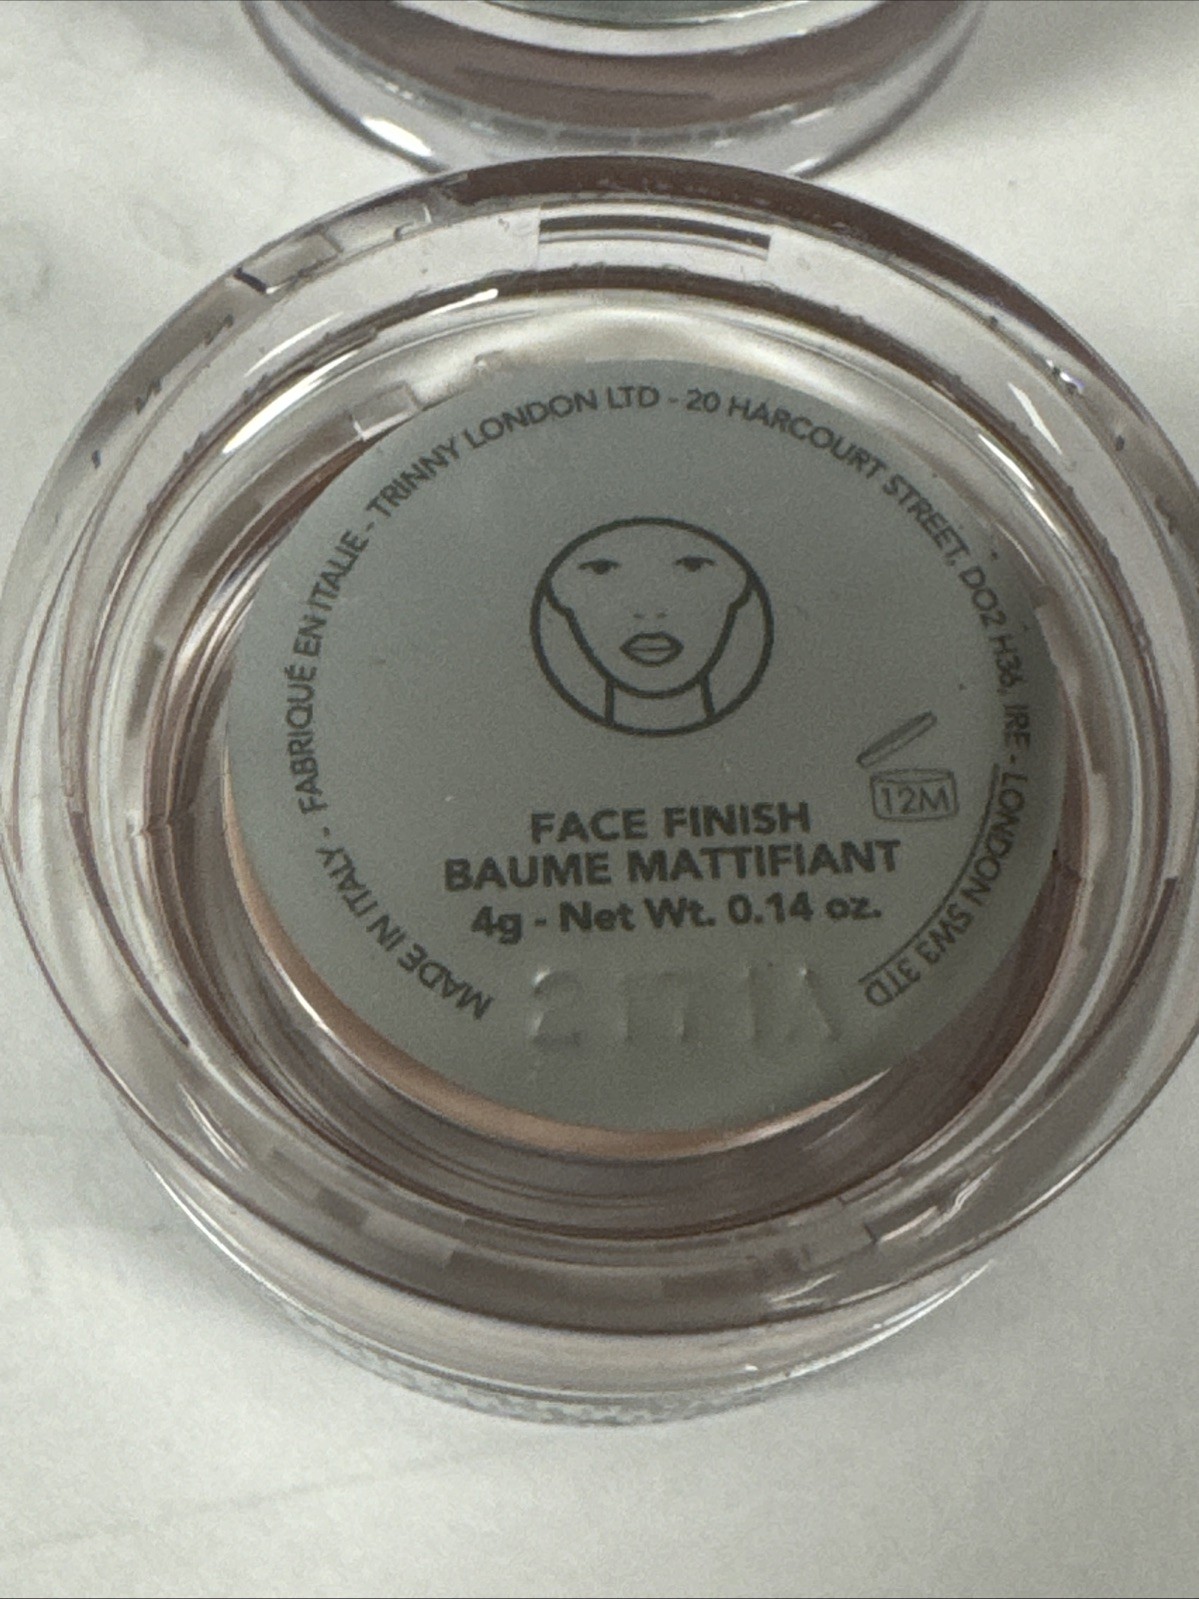 MADE IN ITALY - FABRIQUÉ EN ITALIE - TRINNY LONDON LTD - 20 HARCOURT STREET, DO2 H36, IRE - LONDON SW3 3TD
12M
FACE FINISH
BAUME MATTIFIANT
4g - Net Wt. 0.14 oz.